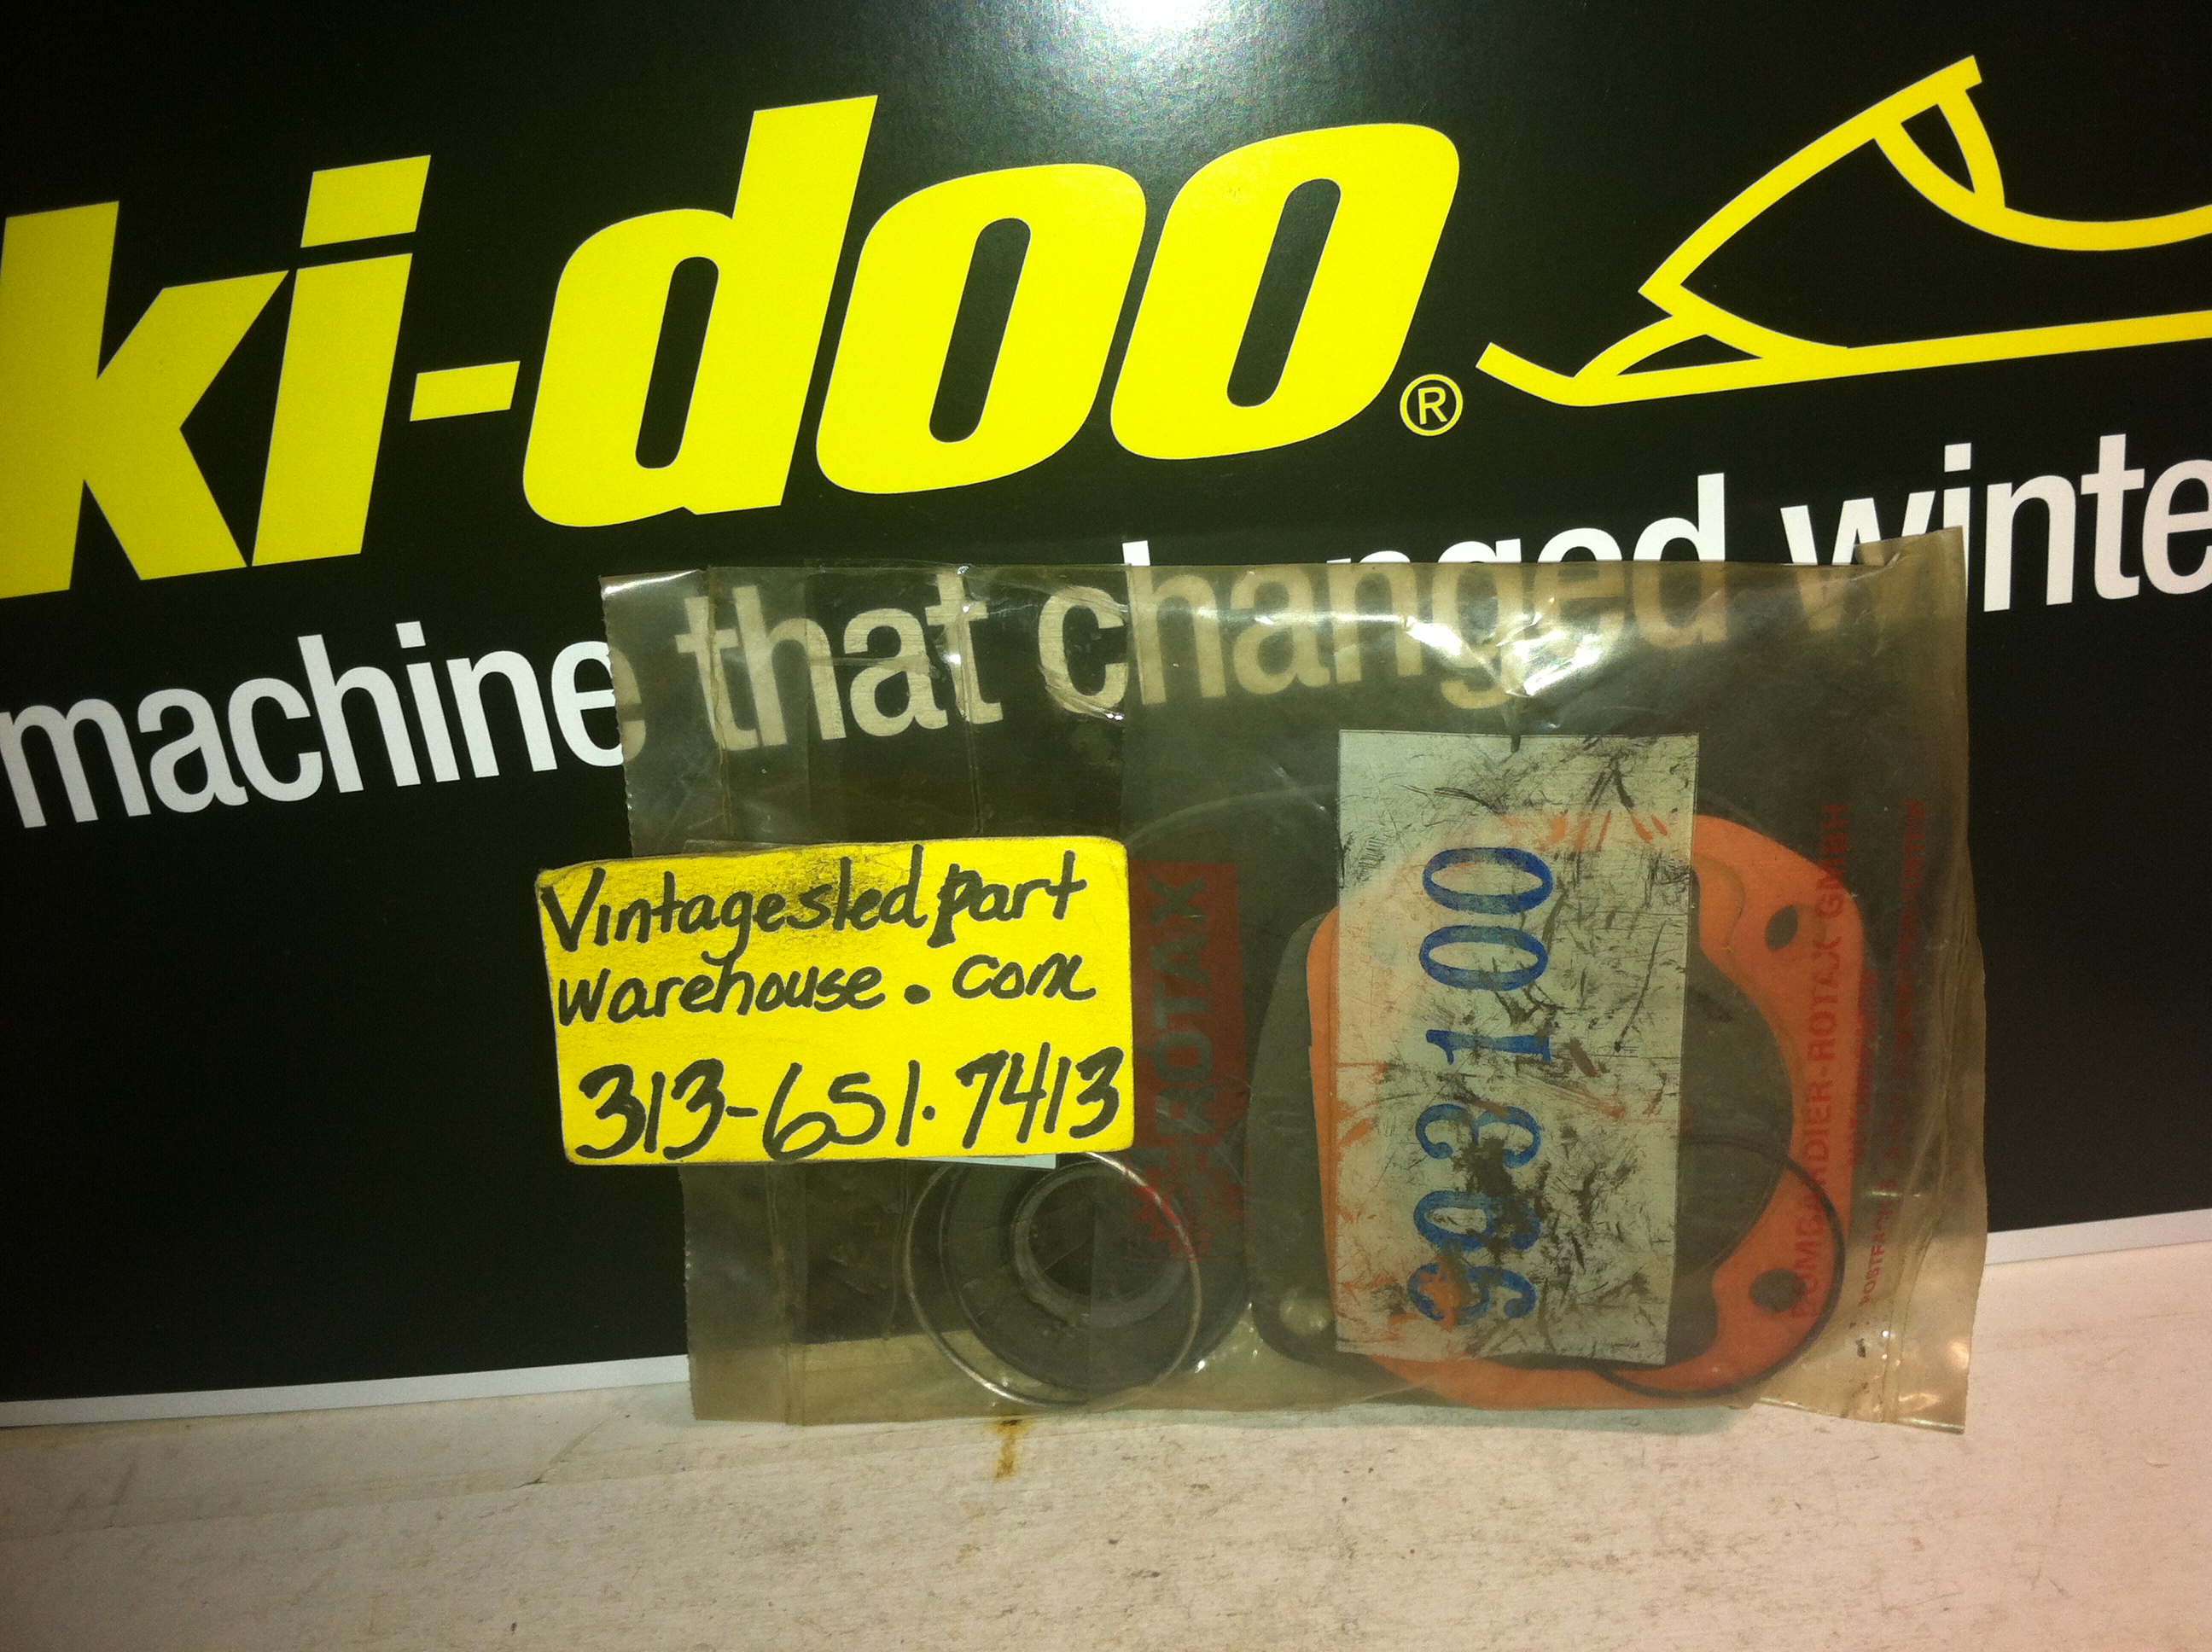 ki-doo®
machine that changed winte
Vintagesledpart
warehouse.com
313-651.7413
ROTAX
903100
BOMBARDIER-ROTAX GMBH